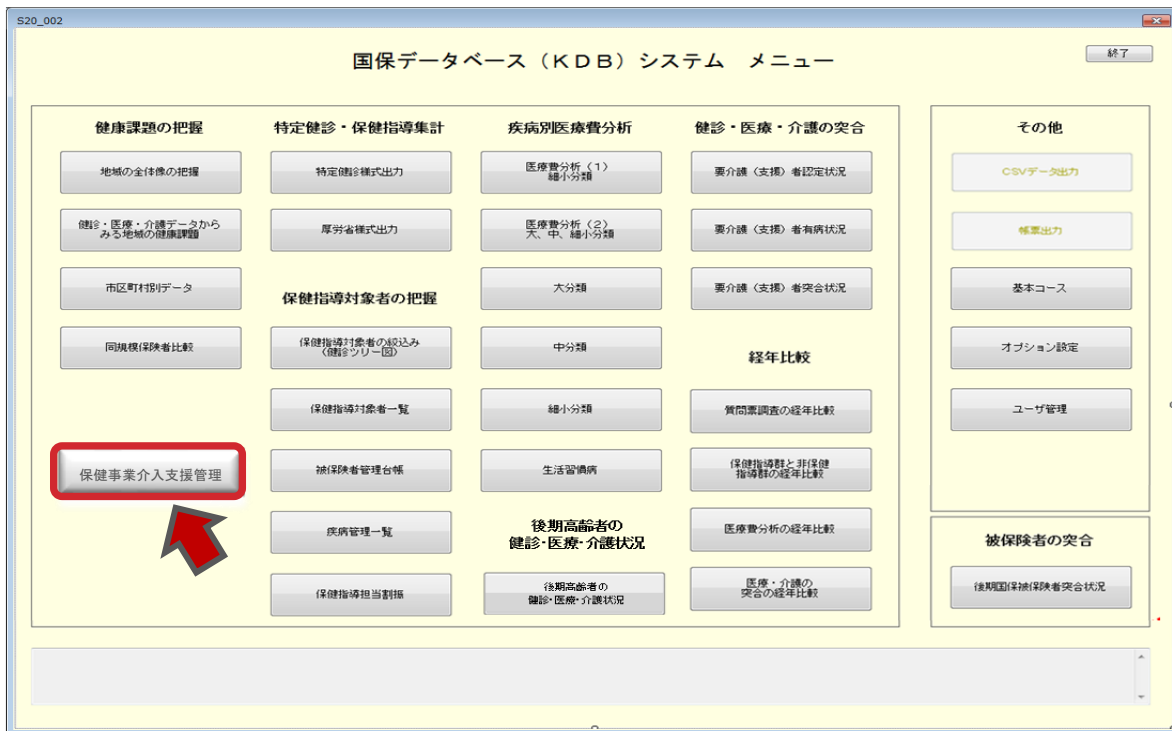 S20_002
国保データベース（ＫＤＢ）システム　メニュー
終了
健康課題の把握
地域の全体像の把握
健診・医療・介護データから
みる地域の健康課題
市区町村別データ
同規模保険者比較
保健事業介入支援管理
特定健診・保健指導集計
特定健診様式出力
厚労省様式出力
保健指導対象者の把握
保健指導対象者の絞込み
（健診ツリー図）
保健指導対象者一覧
被保険者管理台帳
疾病管理一覧
保健指導担当割振
疾病別医療費分析
医療費分析（1）
細小分類
医療費分析（2）
大、中、細小分類
大分類
中分類
細小分類
生活習慣病
後期高齢者の
健診・医療・介護状況
後期高齢者の
健診・医療・介護状況
健診・医療・介護の突合
要介護（支援）者認定状況
要介護（支援）者有病状況
要介護（支援）者突合状況
経年比較
質問票調査の経年比較
保健指導群と非保健
指導群の経年比較
医療費分析の経年比較
医療・介護の
突合の経年比較
その他
CSVデータ出力
帳票出力
基本コース
オプション設定
ユーザ管理
被保険者の突合
後期国保被保険者突合状況